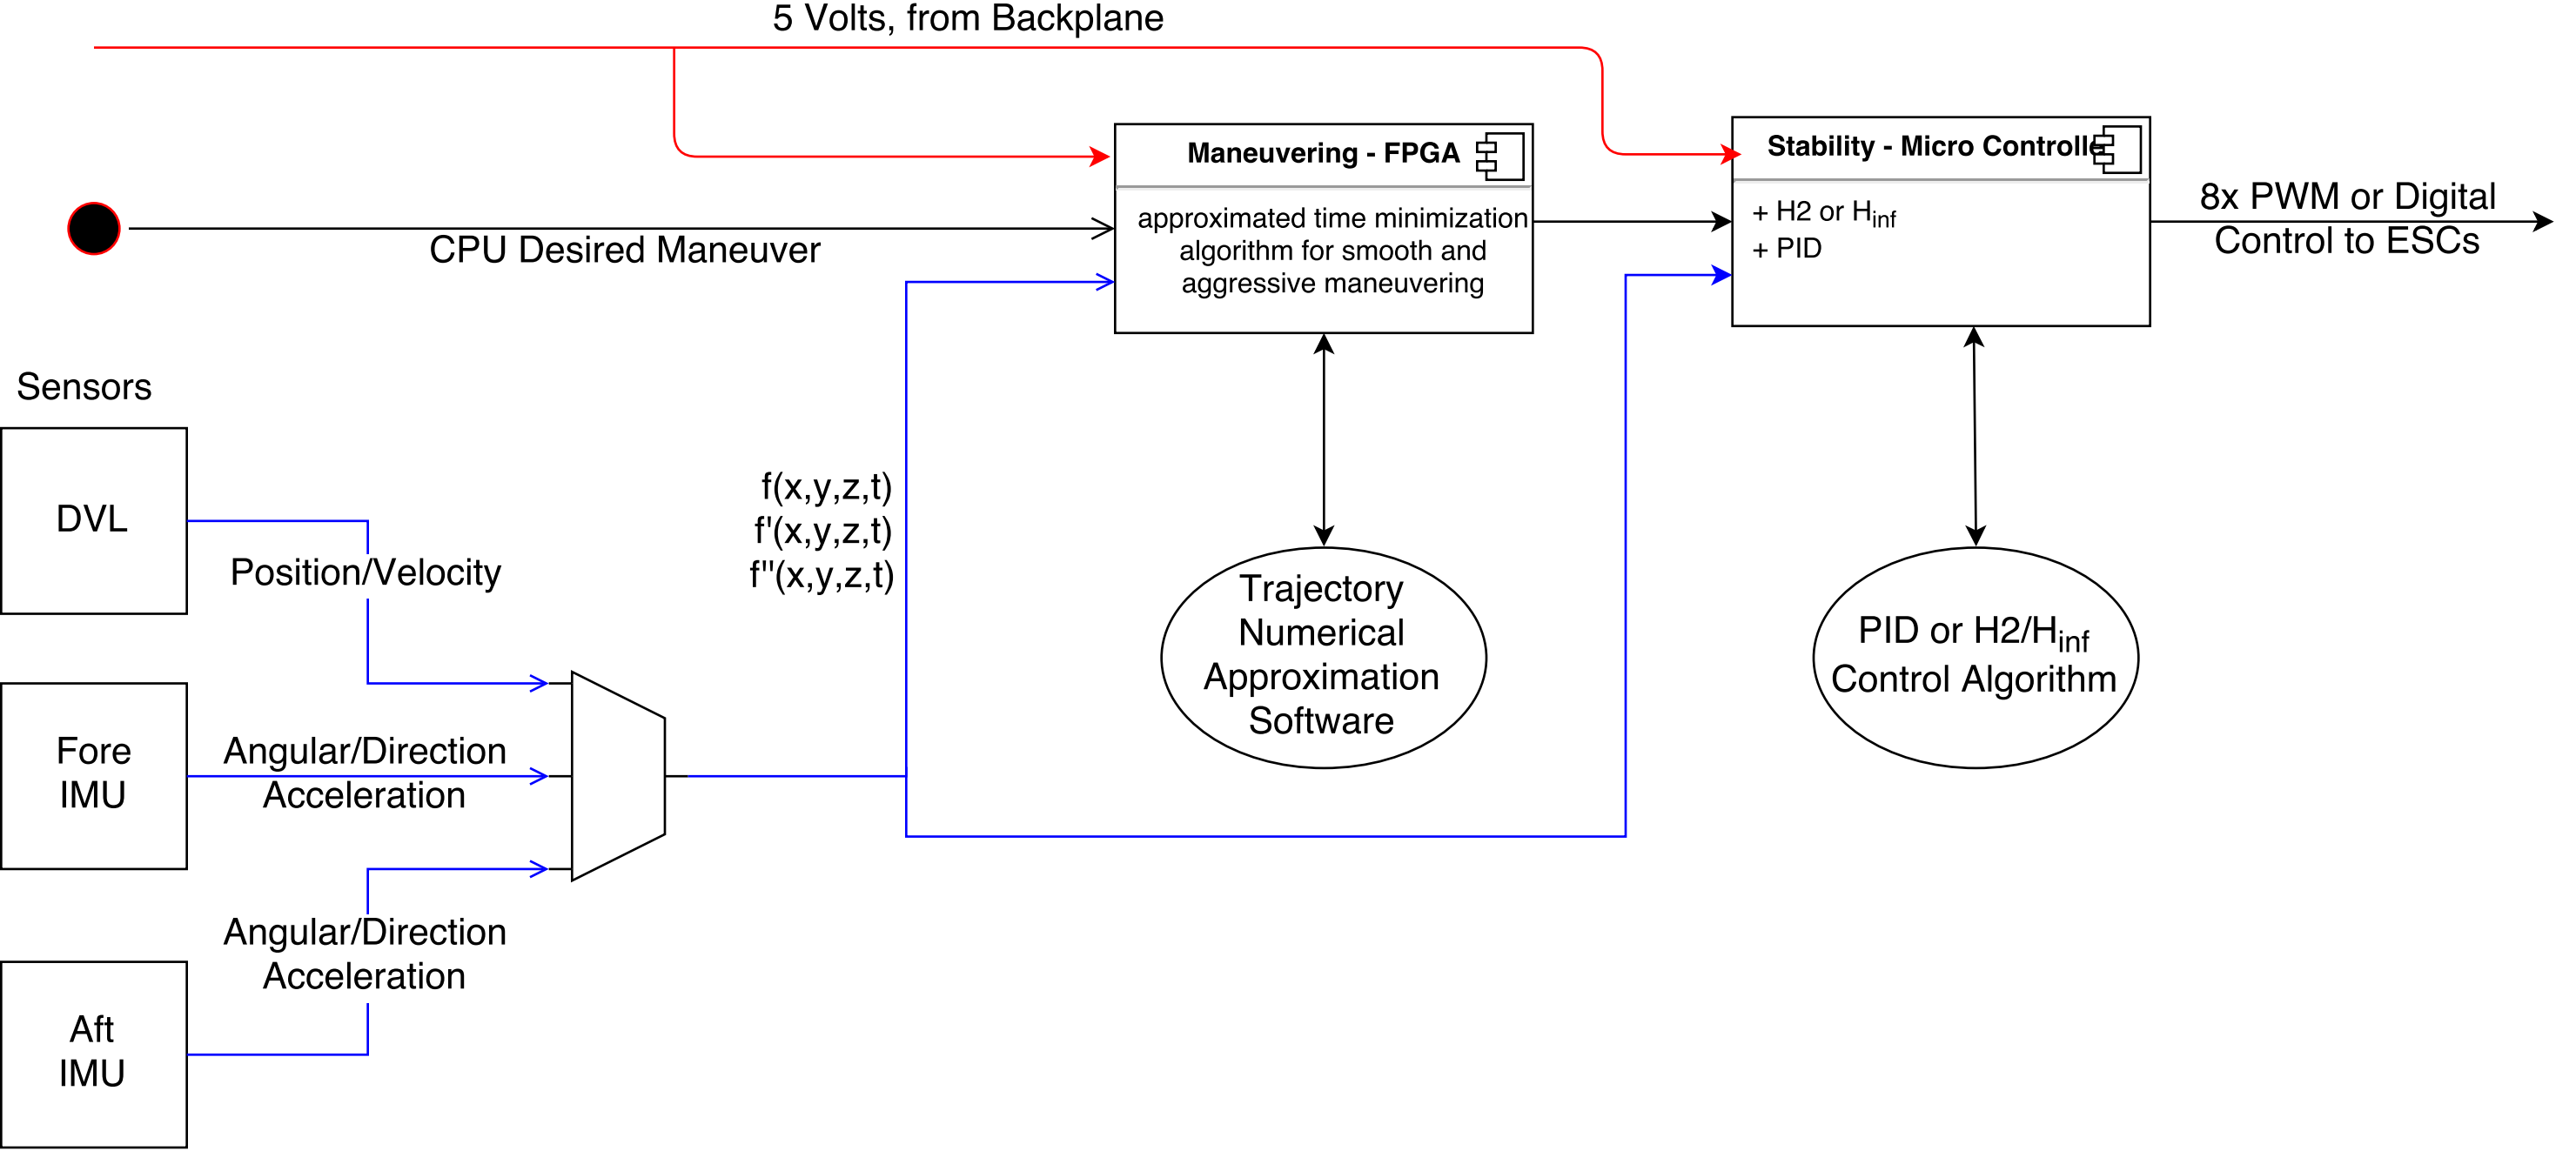 5 Volts, from Backplane
Maneuvering - FPGA
approximated time minimization
algorithm for smooth and
aggressive maneuvering
Stability - Micro Controlle
+ H2 or Hinf
+ PID
8x PWM or Digital
Control to ESCs
CPU Desired Maneuver
Sensors
DVL
Position/Velocity
f(x,y,z,t)
f'(x,y,z,t)
f"(x,y,z,t)
Trajectory
Numerical
Approximation
Software
PID or H2/Hinf
Control Algorithm
Fore
IMU
Angular/Direction
Acceleration
Angular/Direction
Acceleration
Aft
IMU